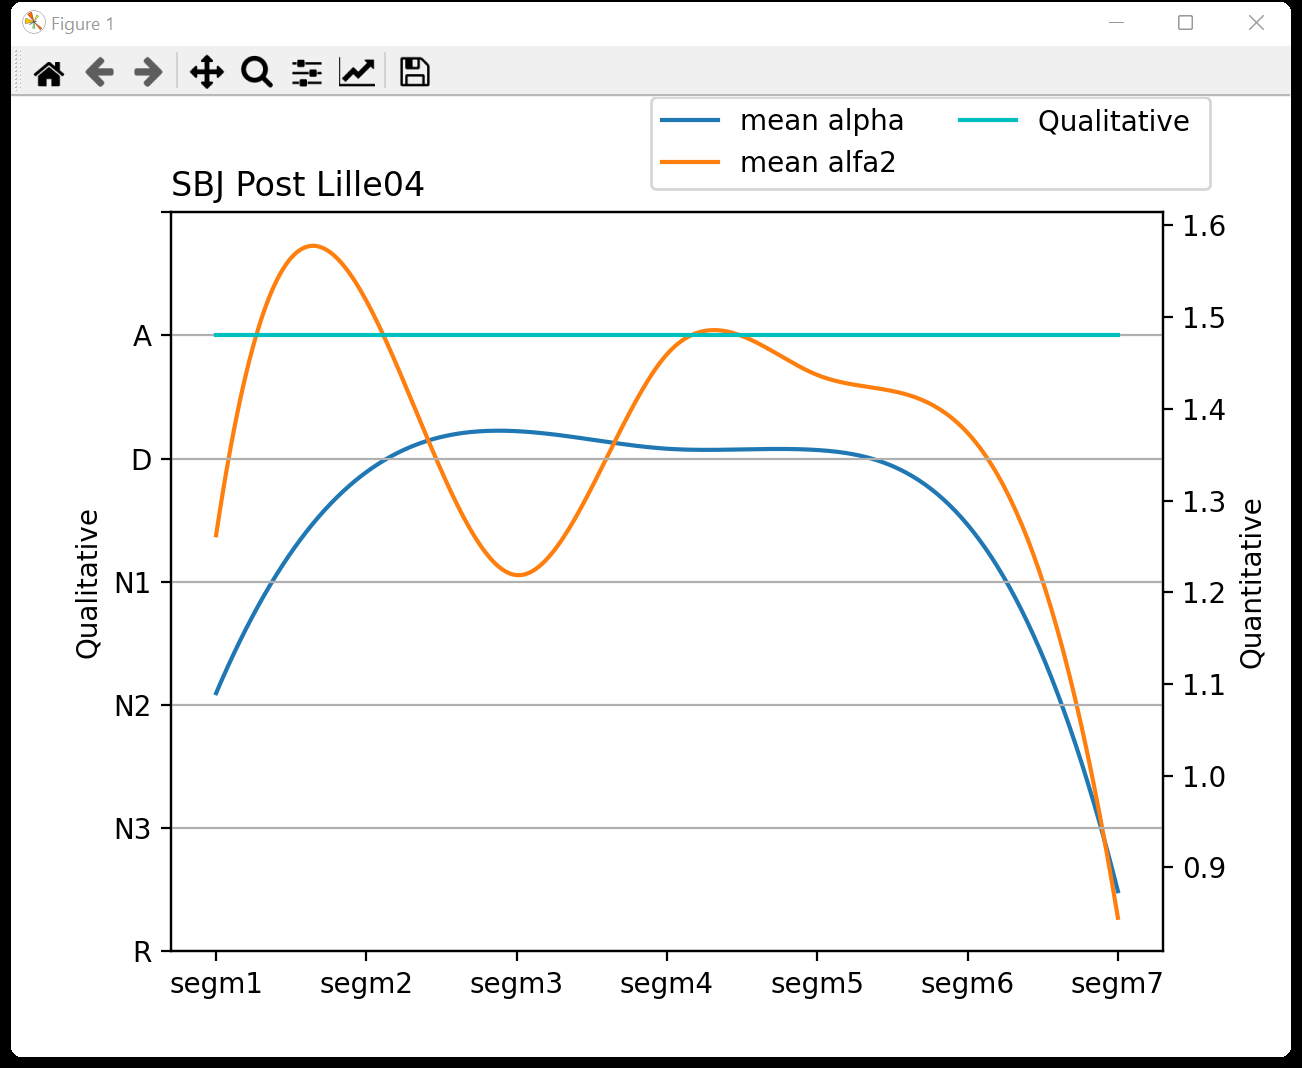 Figure 1
mean alpha
mean alfa2
Qualitative
SBJ Post Lille04
A
D
N1
N2
N3
R
Qualitative
1.6
1.5
1.4
1.3
1.2
1.1
1.0
0.9
Quantitative
segm1 segm2 segm3 segm4 segm5 segm6 segm7